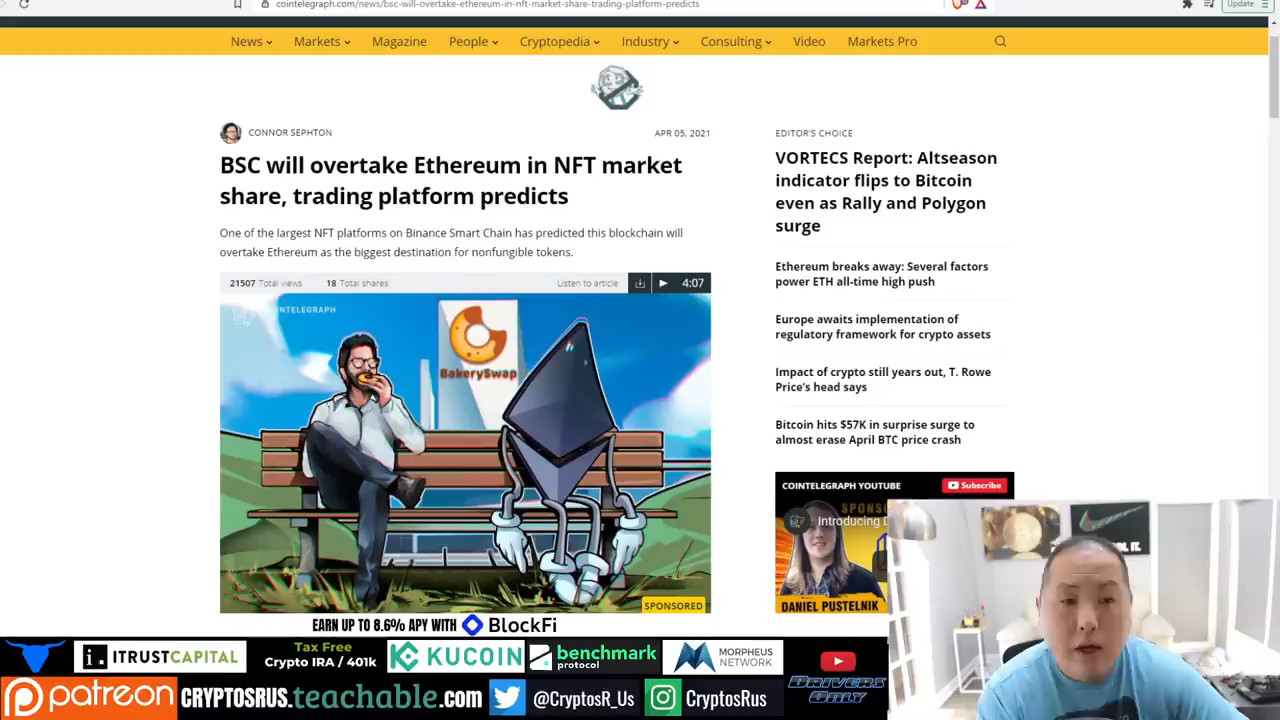 cointelegraph.com/news/bsc-will-overtake-ethereum-in-nft-market-share-trading-platform-predicts
Update
News Markets Magazine People Cryptopedia Industry Consulting Video Markets Pro
CONNOR SEPHTON
APR 05, 2021
BSC will overtake Ethereum in NFT market
share, trading platform predicts
One of the largest NFT platforms on Binance Smart Chain has predicted this blockchain will
overtake Ethereum as the biggest destination for nonfungible tokens.
21507 Total views 18 Total shares Listen to article 4:07
COINTELEGRAPH
BakerySwap
SPONSORED
EDITOR'S CHOICE
VORTECS Report: Altseason
indicator flips to Bitcoin
even as Rally and Polygon
surge
Ethereum breaks away: Several factors
power ETH all-time high push
Europe awaits implementation of
regulatory framework for crypto assets
Impact of crypto still years out, T. Rowe
Price's head says
Bitcoin hits $57K in surprise surge to
almost erase April BTC price crash
COINTELEGRAPH YOUTUBE
Subscribe
Introducing
DANIEL PUSTELNIK
EARN UP TO 8.6% APY WITH BlockFi
iTRUSTCAPITAL
Tax Free
Crypto IRA / 401k
KUCOIN
benchmark
protocol
MORPHEUS
NETWORK
DRIVERS
ONLY
patreon
CRYPTOSRUS.teachable.com
@CryptosR_Us
CryptosRus